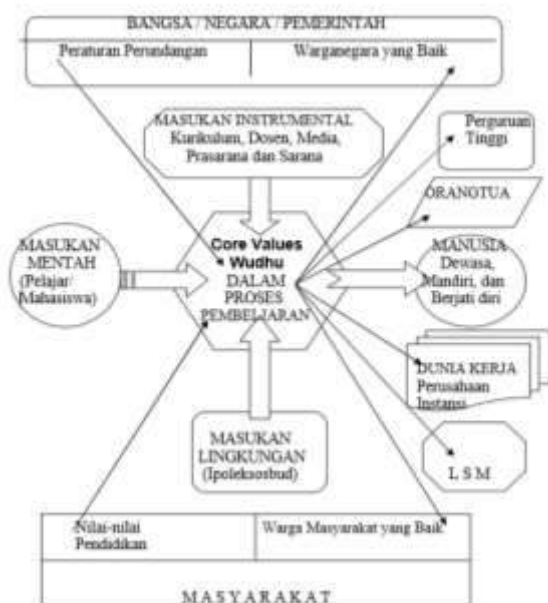 BANGSA / NEGARA / PEMERINTAH
Peraturan Perundangan
Warganegara yang Baik
MASUKAN INSTRUMENTAL
Kurikulum, Dosen, Media,
Prasarana dan Sarana
Perguruan
Tinggi
ORANGTUA
MASUKAN
MENTAH
(Pelajar/
Mahasiswa)
Core Values
Wudhu
DALAM
PROSES
PEMBELJARAN
MANUSIA
Dewasa,
Mandiri, dan
Berjati diri
DUNIA KERJA
Perusahaan
Instansi
MASUKAN
LINGKUNGAN
(Ipoleksosbud)
L S M
Nilai-nilai
Pendidikan
Warga Masyarakat yang Baik
M A S Y A R A K A T